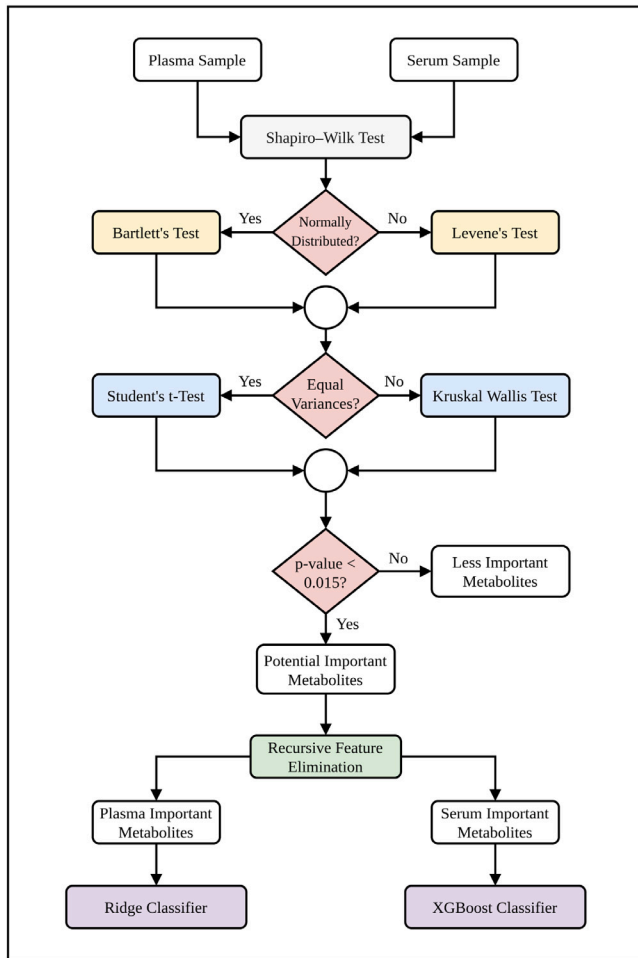 Plasma Sample
Serum Sample
Shapiro–Wilk Test
Normally
Distributed?
Yes
No
Bartlett's Test
Levene's Test
Equal
Variances?
Yes
No
Student's t-Test
Kruskal Wallis Test
p-value <
0.015?
No
Less Important
Metabolites
Yes
Potential Important
Metabolites
Recursive Feature
Elimination
Plasma Important
Metabolites
Serum Important
Metabolites
Ridge Classifier
XGBoost Classifier